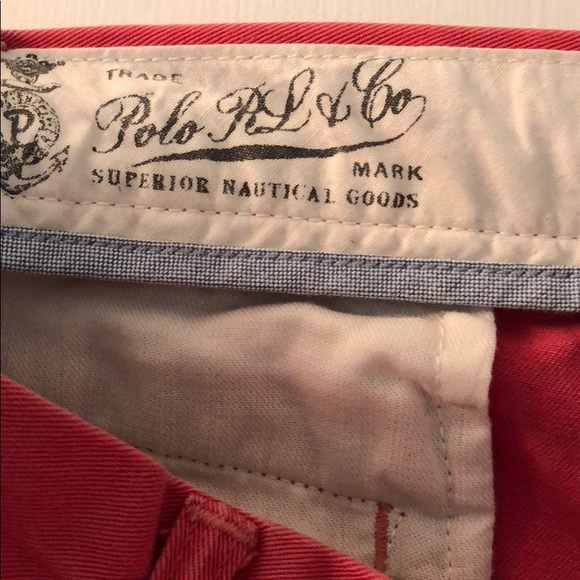 TRADE
Polo RL & Co
MARK
SUPERIOR NAUTICAL GOODS
P